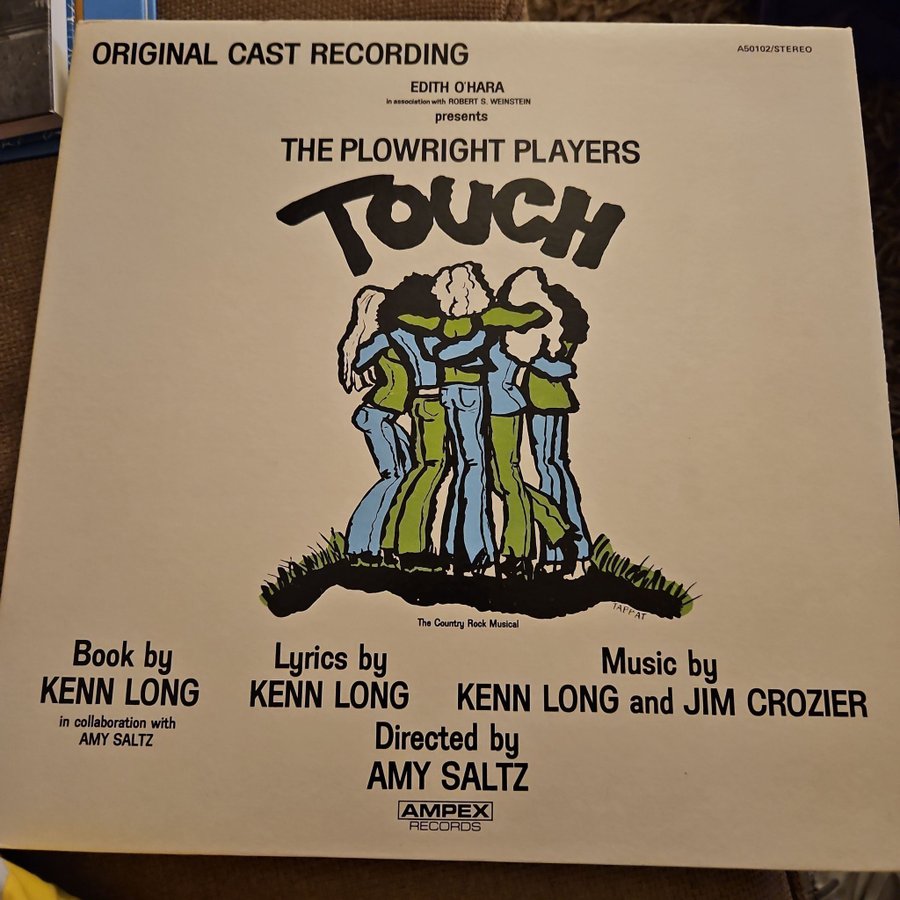 ORIGINAL CAST RECORDING
A50102/STEREO
EDITH O'HARA
in association with ROBERT S. WEINSTEIN
presents
THE PLOWRIGHT PLAYERS
TOUCH
TAPPAT
The Country Rock Musical
Book by
KENN LONG
in collaboration with
AMY SALTZ
Lyrics by
KENN LONG
Music by
KENN LONG and JIM CROZIER
Directed by
AMY SALTZ
AMPEX
RECORDS